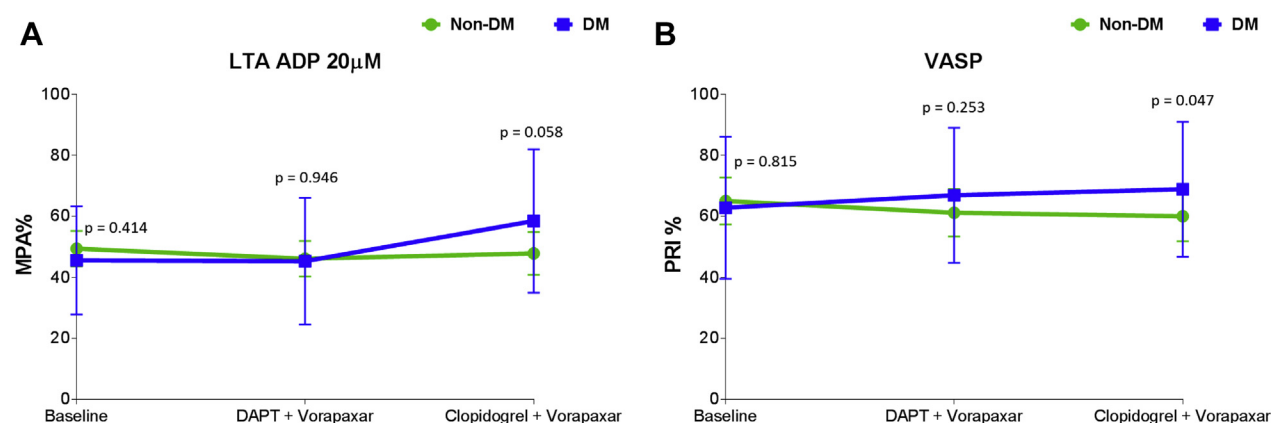 A
Non-DM DM
LTA ADP 20µM
MPA%
100
80
60
40
20
0
p = 0.414
p = 0.946
p = 0.058
Baseline
DAPT + Vorapaxar
Clopidogrel + Vorapaxar
B
Non-DM DM
VASP
PRI %
100
80
60
40
20
0
p = 0.815
p = 0.253
p = 0.047
Baseline
DAPT + Vorapaxar
Clopidogrel + Vorapaxar